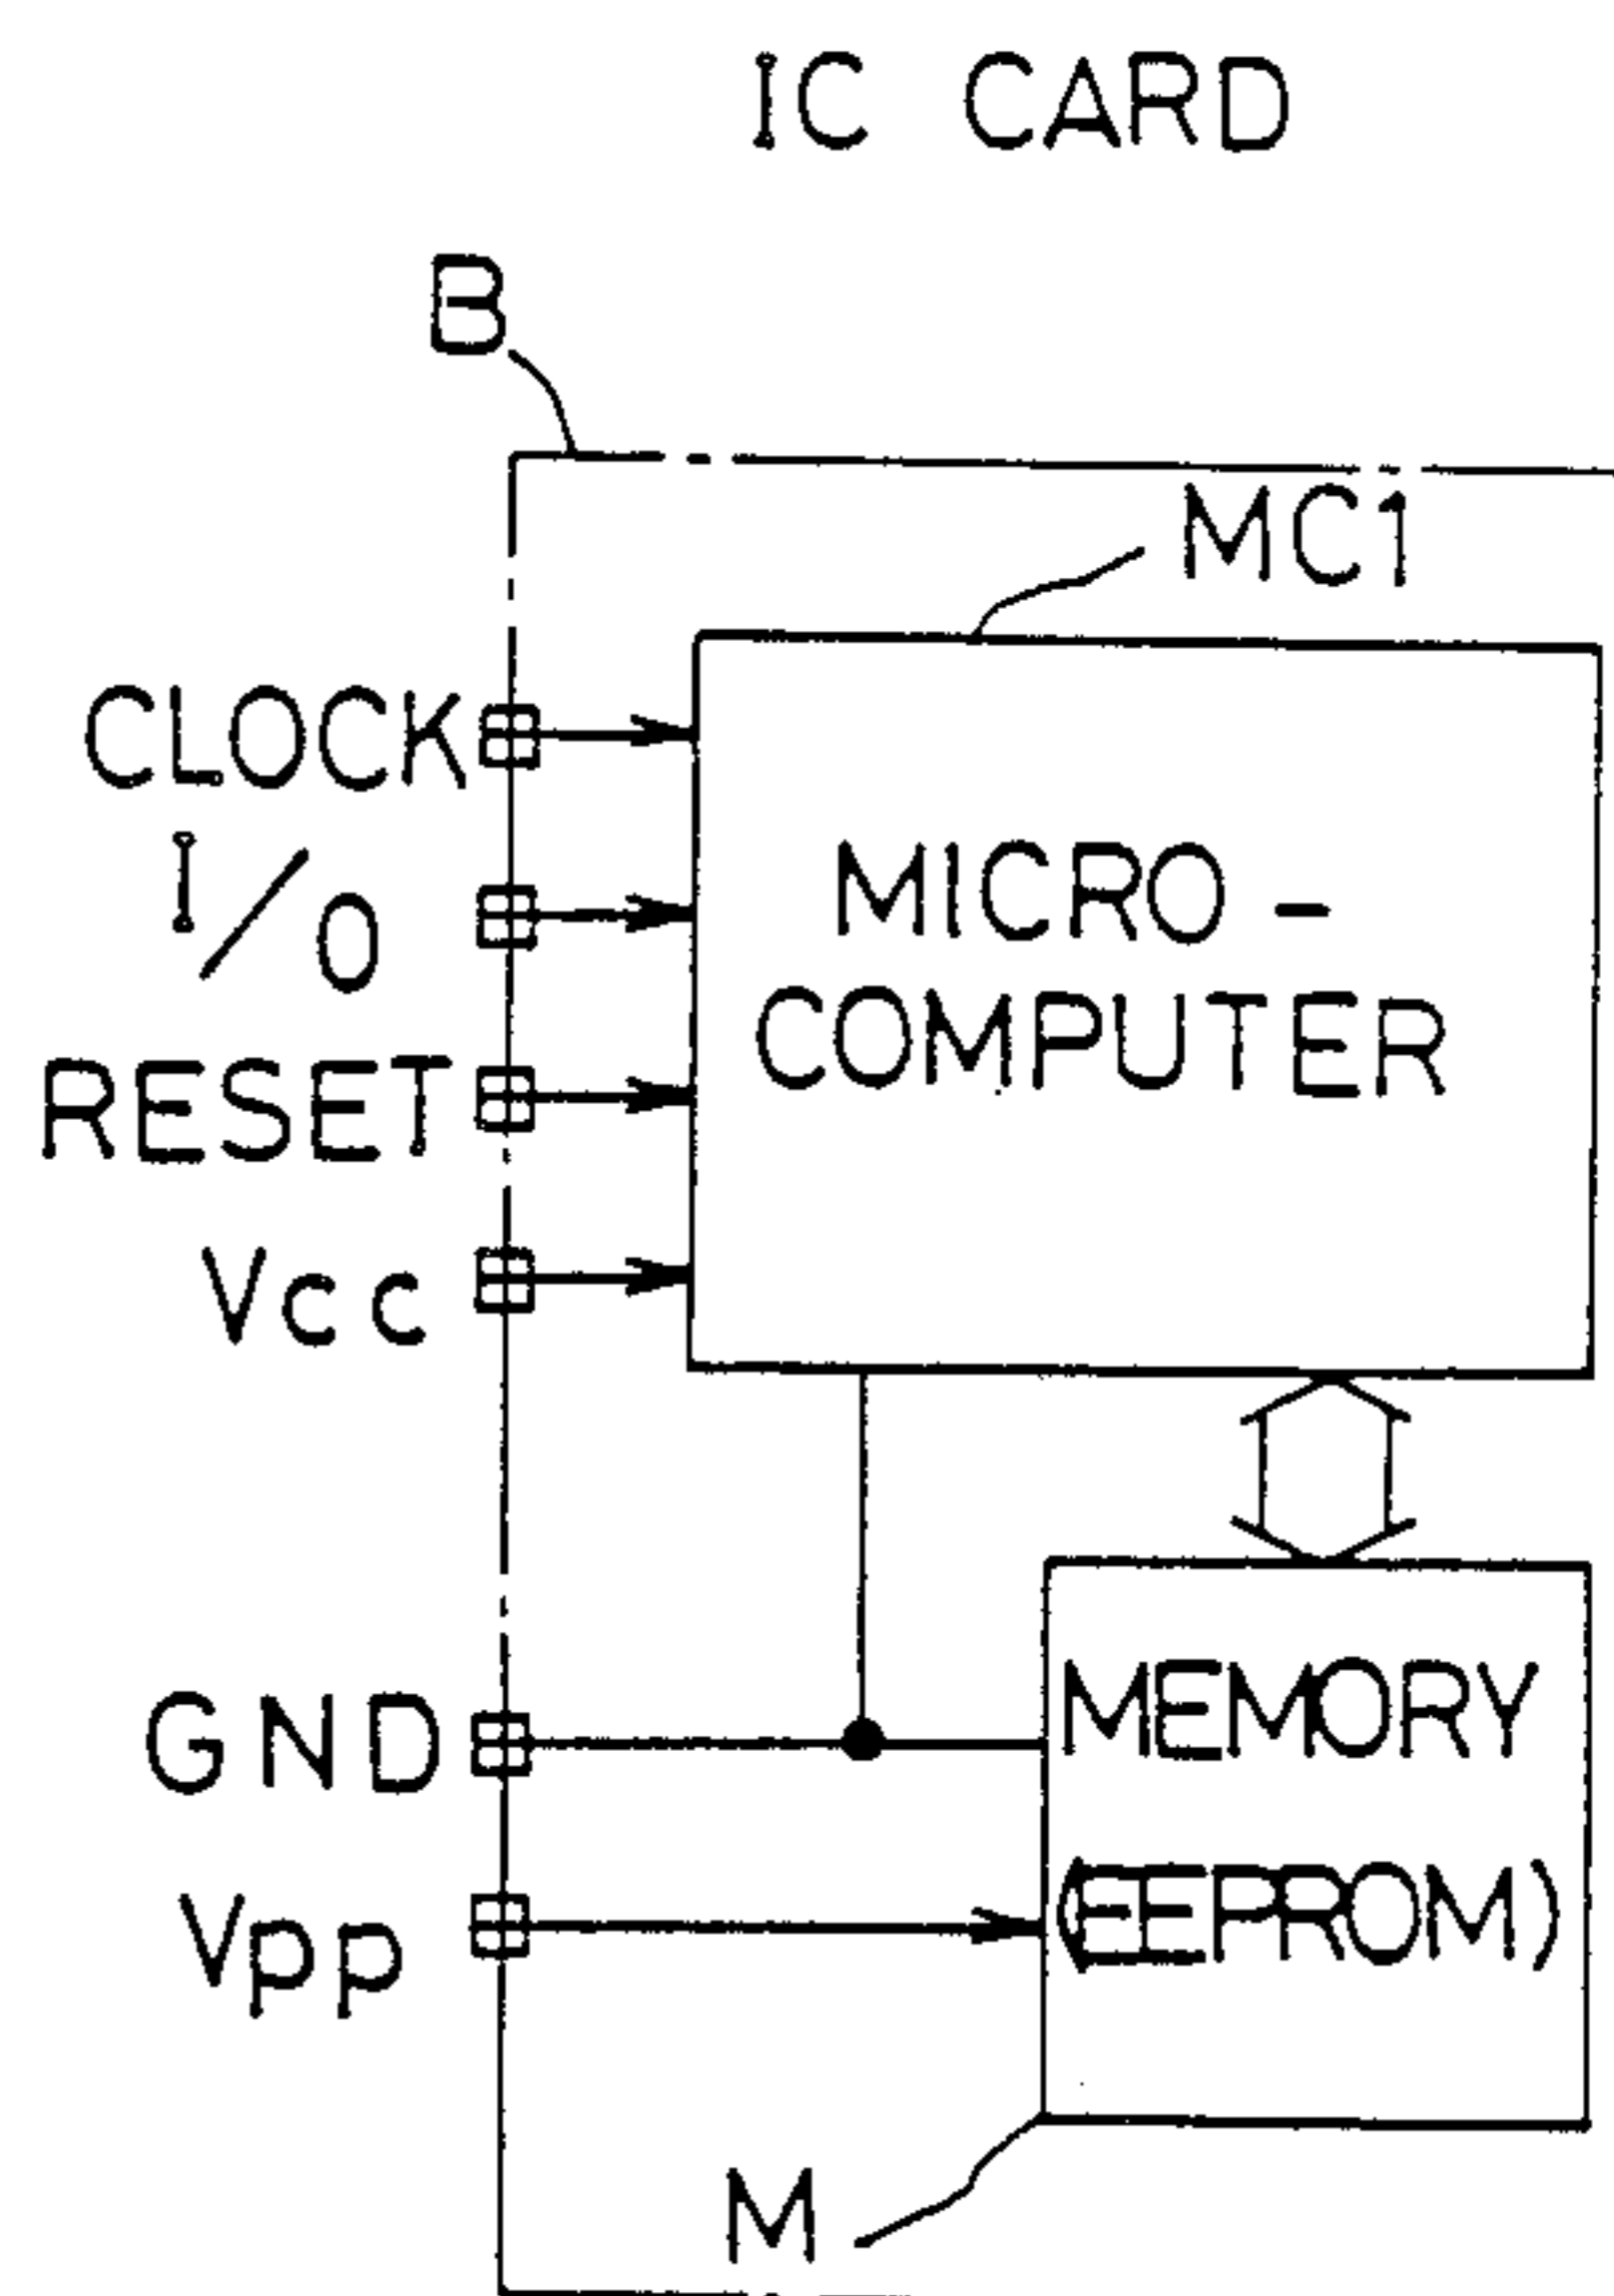 IC CARD
B
MC1
CLOCK
I/O
MICRO-
COMPUTER
RESET
Vcc
GND
MEMORY
(EEPROM)
Vpp
M